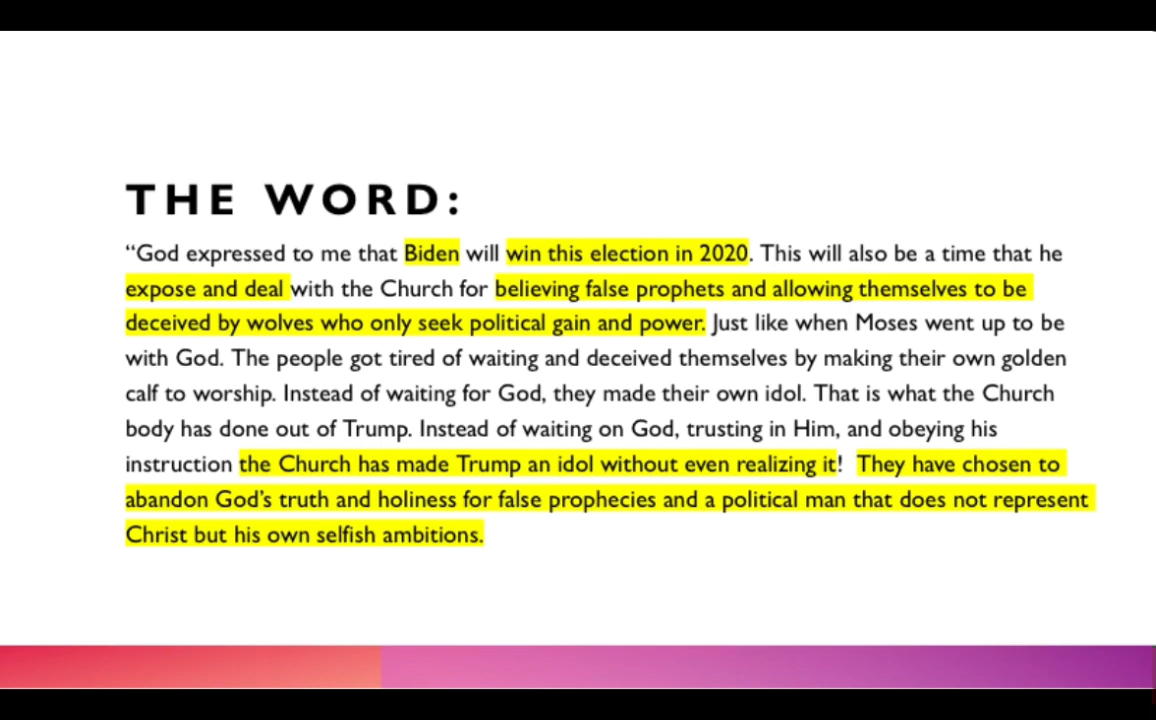 THE WORD:
“God expressed to me that Biden will win this election in 2020. This will also be a time that he
expose and deal with the Church for believing false prophets and allowing themselves to be
deceived by wolves who only seek political gain and power. Just like when Moses went up to be
with God. The people got tired of waiting and deceived themselves by making their own golden
calf to worship. Instead of waiting for God, they made their own idol. That is what the Church
body has done out of Trump. Instead of waiting on God, trusting in Him, and obeying his
instruction the Church has made Trump an idol without even realizing it! They have chosen to
abandon God’s truth and holiness for false prophecies and a political man that does not represent
Christ but his own selfish ambitions.